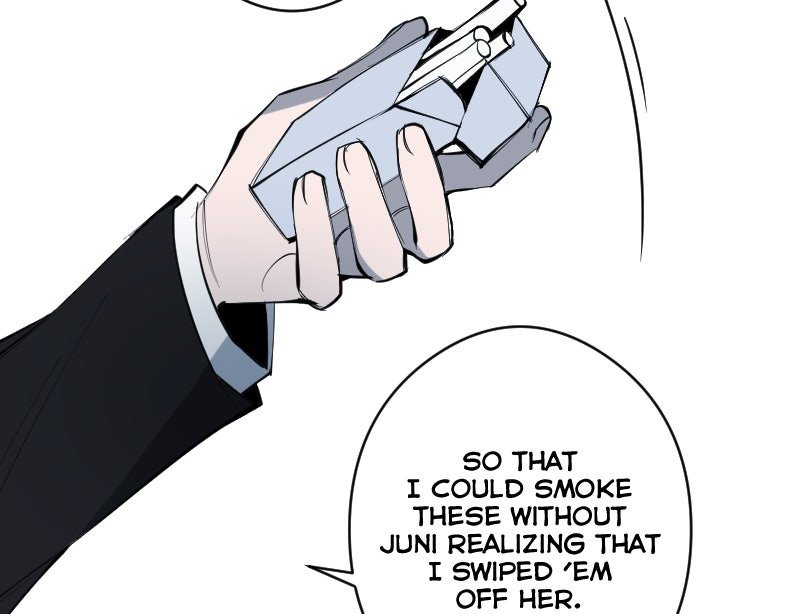 SO THAT
I COULD SMOKE
THESE WITHOUT
JUNI REALIZING THAT
I SWIPED 'EM
OFF HER.